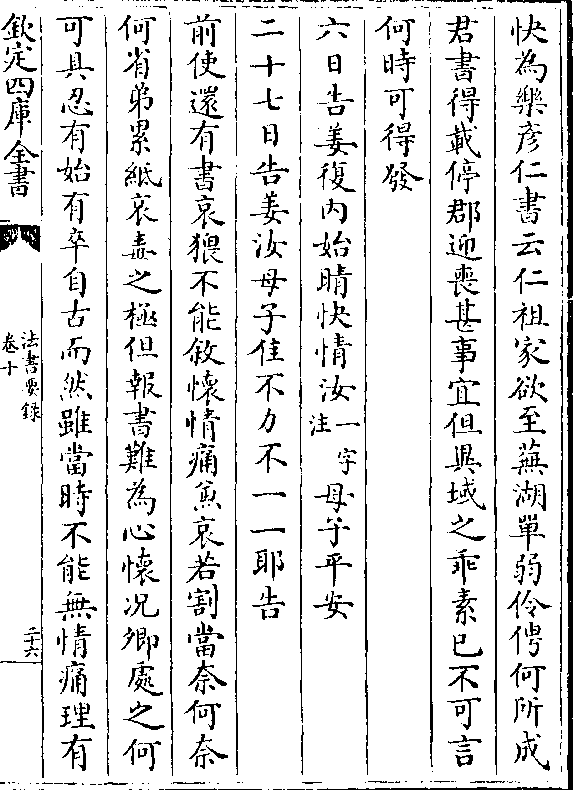 快為樂彦仁書云仁祖家欲至蕪湖單弱伶俜何所成
君書得載停郡迎喪甚事宜但異域之乖素已不可言
何時可得發
六日告姜復内始晴快情汝一字注母子平安
二十七日告姜汝母子佳不力不一一耶告
前使還有書哀猥不能敘懷情痛兼哀若割當奈何奈
何省弟累紙哀毒之極但報書難為心懷况卿處之何
可具忍有始有卒自古而然雖當時不能無情痛理有
欽定四庫全書
法書要錄
卷十
二十六